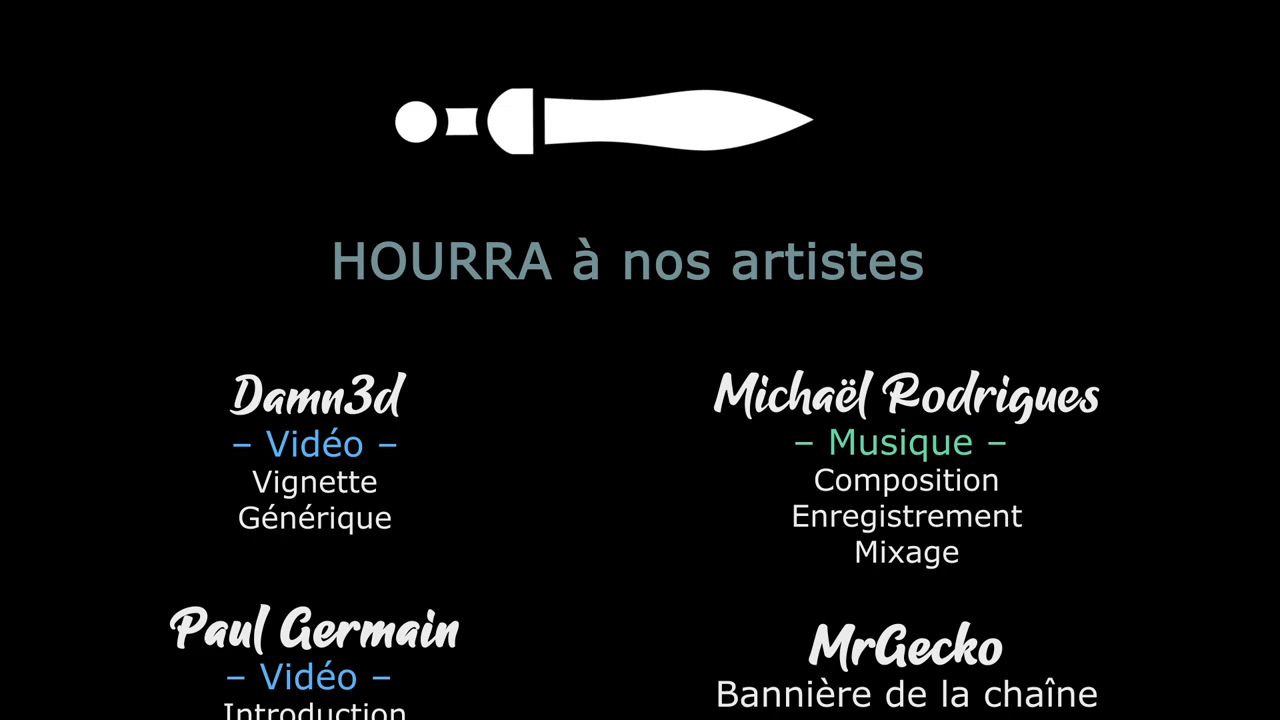 HOURRA à nos artistes
Damn3d
– Vidéo –
Vignette
Générique
Michaël Rodrigues
– Musique –
Composition
Enregistrement
Mixage
Paul Germain
– Vidéo –
Introduction
MrGecko
Bannière de la chaîne